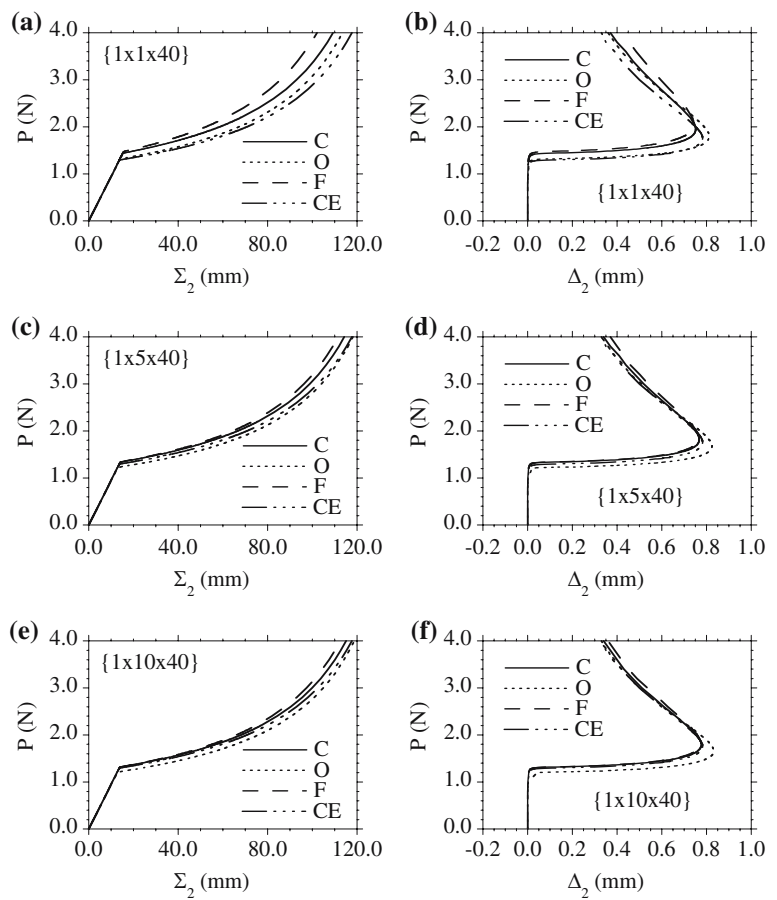 (a)
{1x1x40}
4.0
3.0
2.0
1.0
0.0
P (N)
C
O
F
CE
0.0 40.0 80.0 120.0
Σ2 (mm)
(b)
4.0
3.0
2.0
1.0
0.0
P (N)
C
O
F
CE
{1x1x40}
-0.2 0.0 0.2 0.4 0.6 0.8 1.0
Δ2 (mm)
(c)
{1x5x40}
4.0
3.0
2.0
1.0
0.0
P (N)
C
O
F
CE
0.0 40.0 80.0 120.0
Σ2 (mm)
(d)
4.0
3.0
2.0
1.0
0.0
P (N)
C
O
F
CE
{1x5x40}
-0.2 0.0 0.2 0.4 0.6 0.8 1.0
Δ2 (mm)
(e)
{1x10x40}
4.0
3.0
2.0
1.0
0.0
P (N)
C
O
F
CE
0.0 40.0 80.0 120.0
Σ2 (mm)
(f)
4.0
3.0
2.0
1.0
0.0
P (N)
C
O
F
CE
{1x10x40}
-0.2 0.0 0.2 0.4 0.6 0.8 1.0
Δ2 (mm)